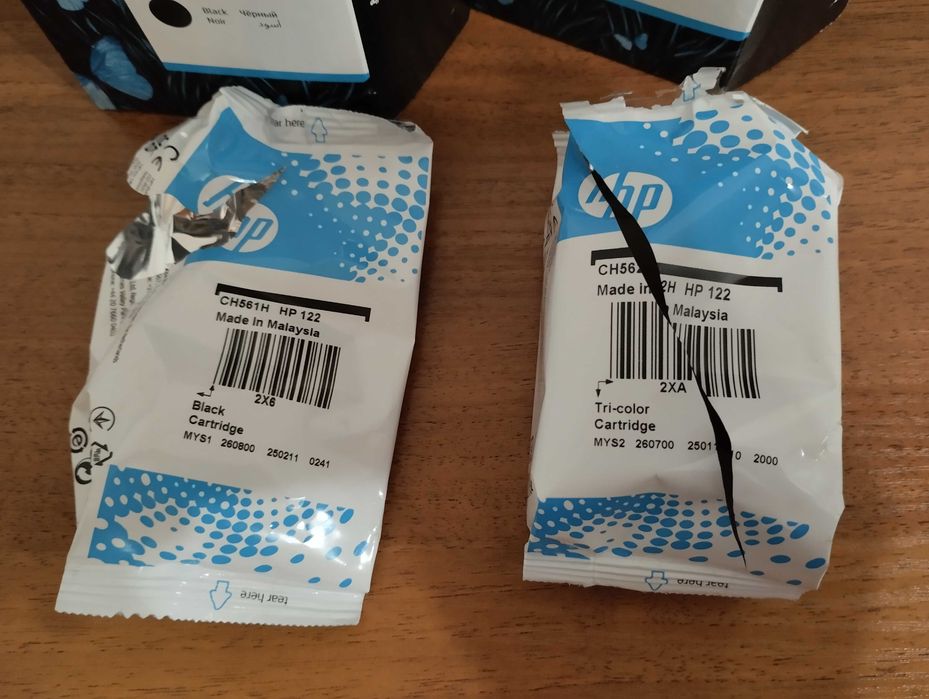 Black чёрный
Noir أسود
tear here
hp
CH561H HP 122
Made in Malaysia
2X6
Black
Cartridge
MYS1 260800 250211 0241
tear here
hp
CH562H HP 122
Made in Malaysia
2XA
Tri-color
Cartridge
MYS2 260700 2000
tear here